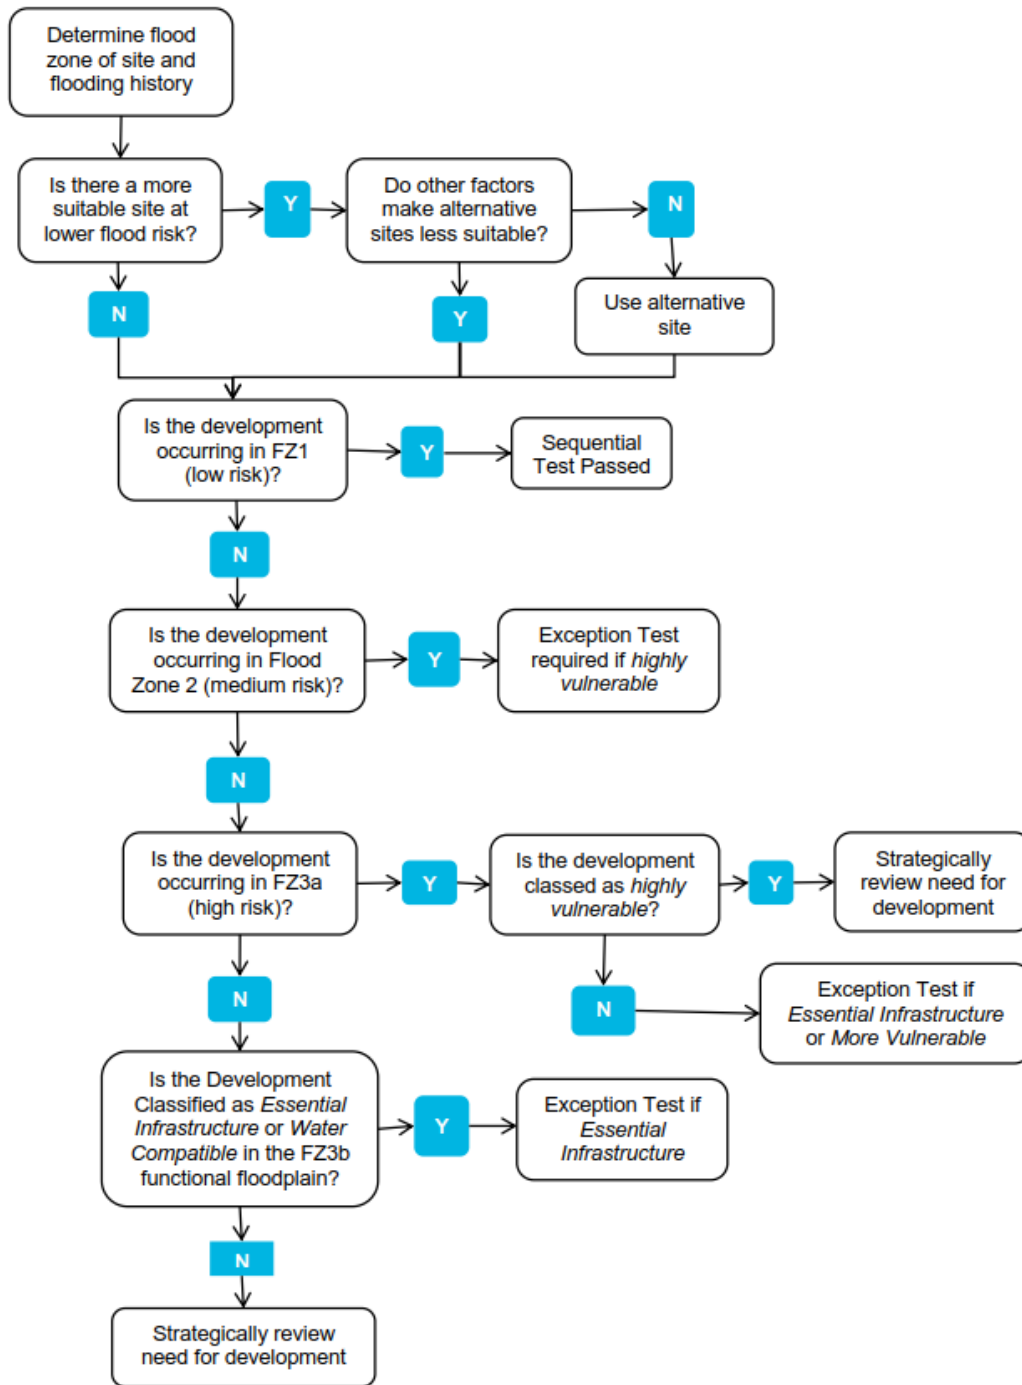 Determine flood
zone of site and
flooding history
Is there a more
suitable site at
lower flood risk?
Y
Do other factors
make alternative
sites less suitable?
N
N
Y
Use alternative
site
Is the development
occurring in FZ1
(low risk)?
Y
Sequential
Test Passed
N
Is the development
occurring in Flood
Zone 2 (medium risk)?
Y
Exception Test
required if highly
vulnerable
N
Is the development
occurring in FZ3a
(high risk)?
Y
Is the development
classed as highly
vulnerable?
Y
Strategically
review need for
development
N
N
Exception Test if
Essential Infrastructure
or More Vulnerable
Is the Development
Classified as Essential
Infrastructure or Water
Compatible in the FZ3b
functional floodplain?
Y
Exception Test if
Essential
Infrastructure
N
Strategically review
need for development